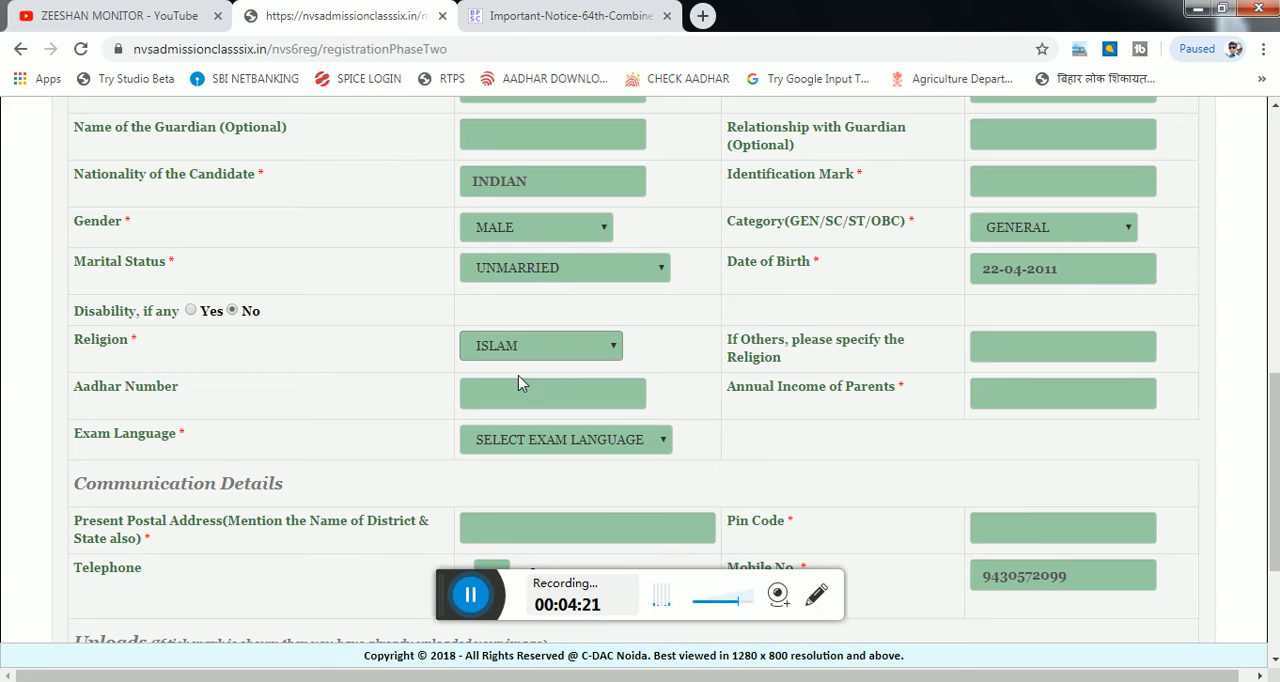 ZEESHAN MONITOR - YouTube
https://nvsadmissionclasssix.in/n
Important-Notice-64th-Combine
nvsadmissionclasssix.in/nvs6reg/registrationPhaseTwo
Paused
Apps
Try Studio Beta
SBI NETBANKING
SPICE LOGIN
RTPS
AADHAR DOWNLO...
CHECK AADHAR
Try Google Input T...
Agriculture Depart...
बिहार लोक शिकायत...
Name of the Guardian (Optional)
Relationship with Guardian
(Optional)
Nationality of the Candidate *
INDIAN
Identification Mark *
Gender *
MALE
Category(GEN/SC/ST/OBC) *
GENERAL
Marital Status *
UNMARRIED
Date of Birth *
22-04-2011
Disability, if any Yes No
Religion *
ISLAM
If Others, please specify the
Religion
Aadhar Number
Annual Income of Parents *
Exam Language *
SELECT EXAM LANGUAGE
Communication Details
Present Postal Address(Mention the Name of District &
State also) *
Pin Code *
Telephone
Mobile No. *
9430572099
Recording...
00:04:21
Uploads
Copyright © 2018 - All Rights Reserved @ C-DAC Noida. Best viewed in 1280 x 800 resolution and above.